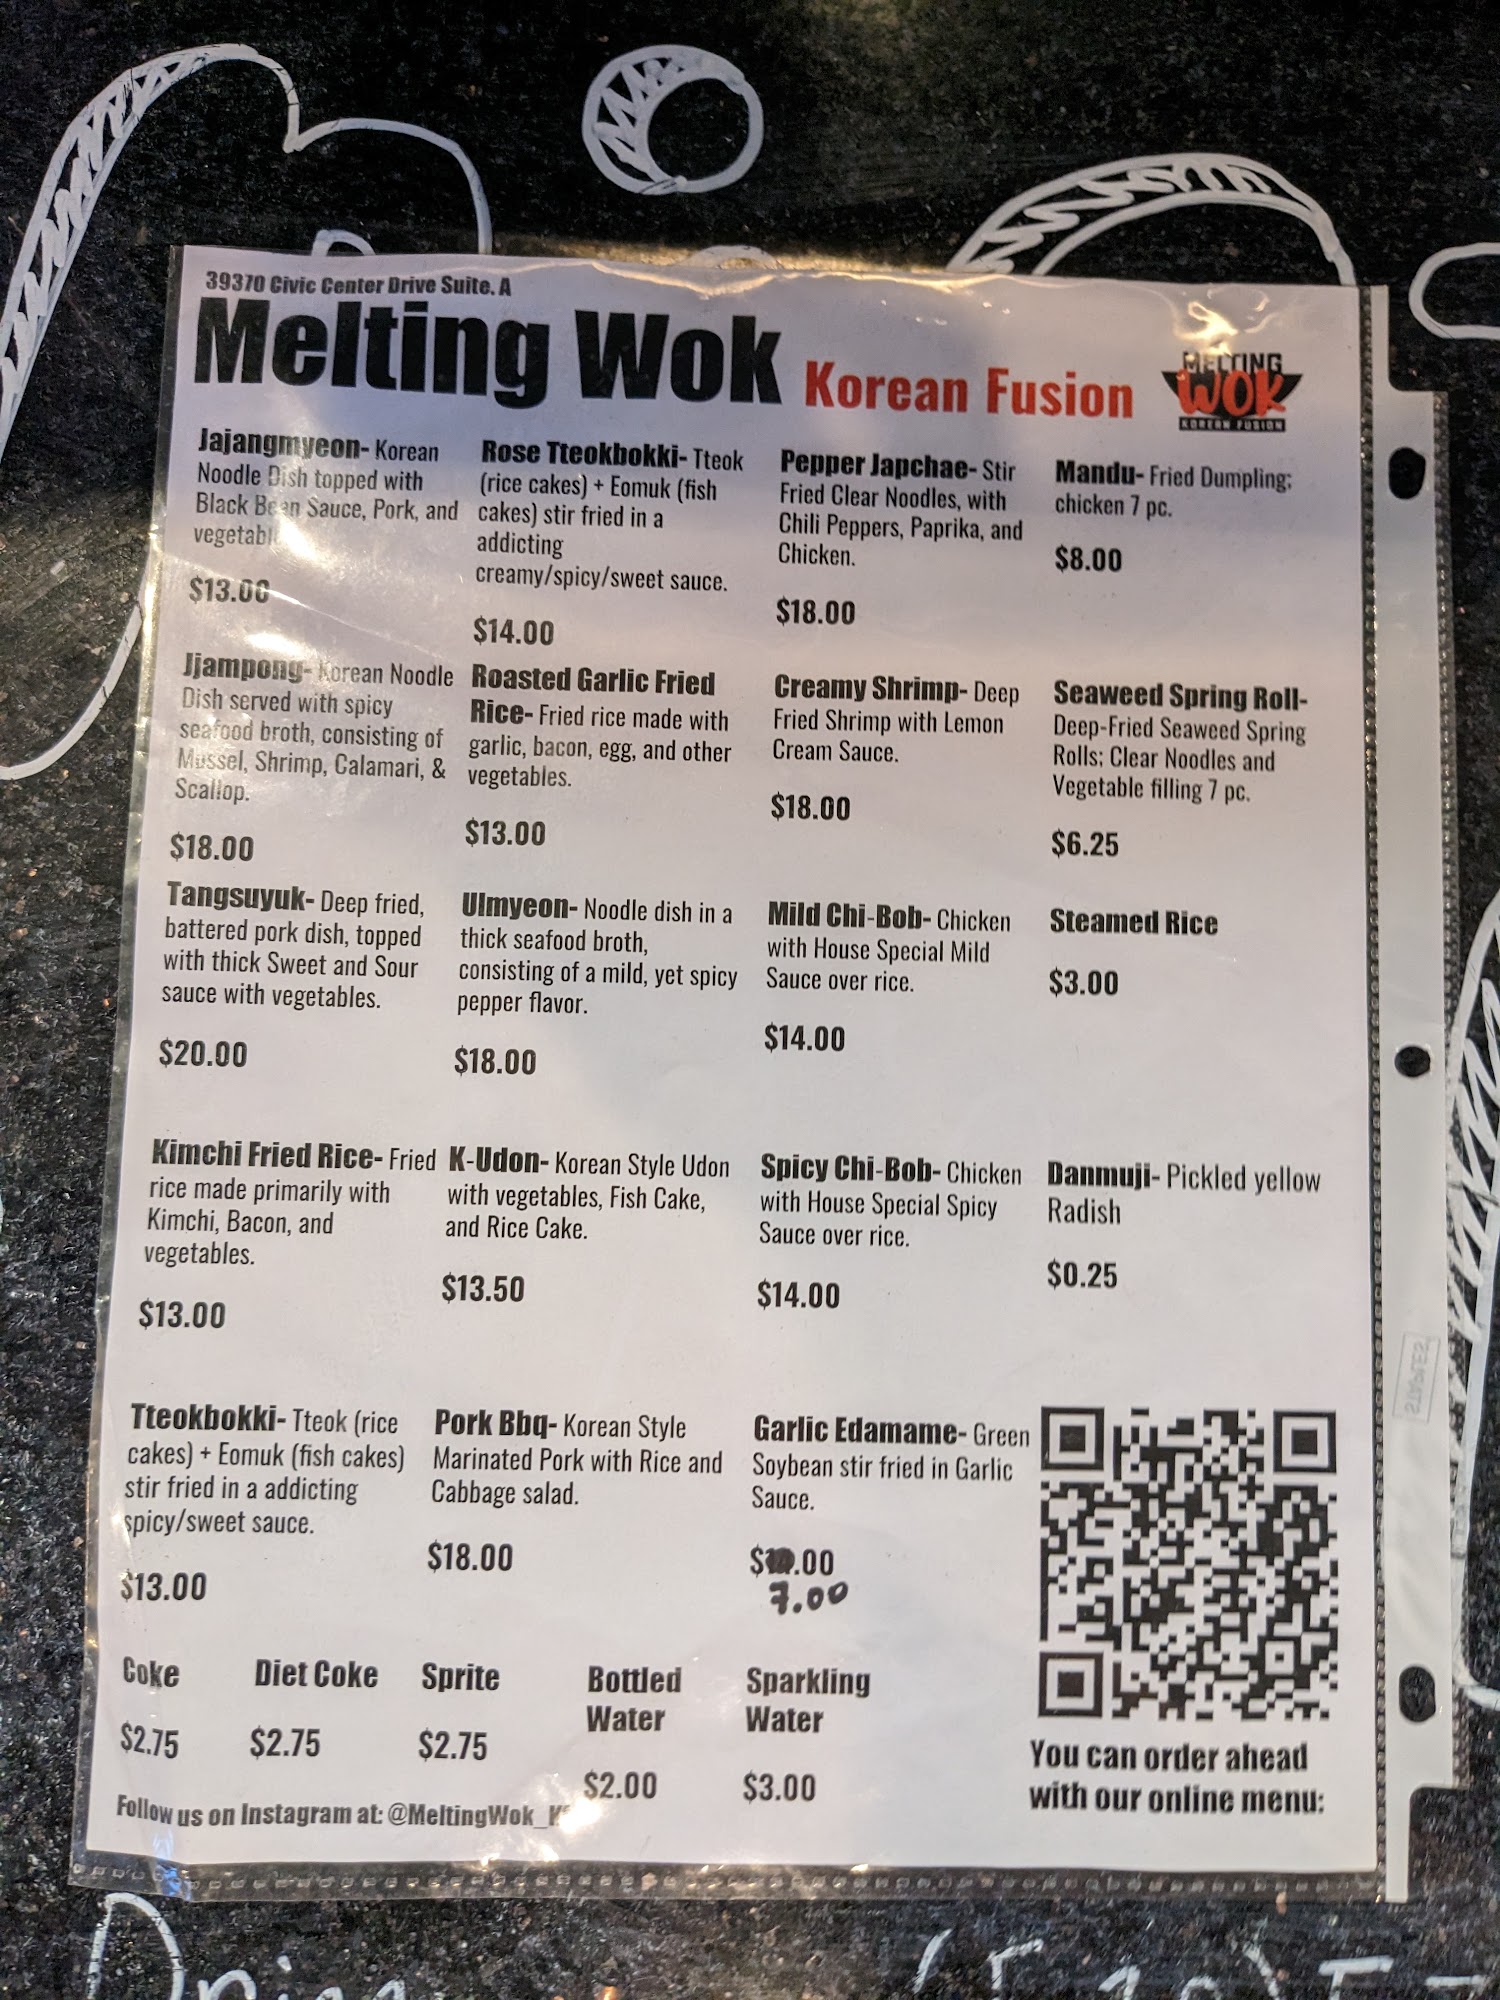 39370 Civic Center Drive Suite. A
Melting Wok Korean Fusion
MELTING
WOK
KOREAN FUSION
Jajangmyeon- Korean
Noodle Dish topped with
Black Bean Sauce, Pork, and
$13.00
Rose Tteokbokki- Tteok
(rice cakes) + Eomuk (fish
cakes) stir fried in a
addicting
creamy/spicy/sweet sauce.
$14.00
Pepper Japchae- Stir
Fried Clear Noodles, with
Chili Peppers, Paprika, and
Chicken.
$18.00
Mandu- Fried Dumpling;
chicken 7 pc.
$8.00
Jjampong- Korean Noodle
Dish served with spicy
seafood broth, consisting of
Mussel, Shrimp, Calamari, &
Scallop.
$18.00
Roasted Garlic Fried
Rice- Fried rice made with
garlic, bacon, egg, and other
vegetables.
$13.00
Creamy Shrimp- Deep
Fried Shrimp with Lemon
Cream Sauce.
$18.00
Seaweed Spring Roll-
Deep-Fried Seaweed Spring
Rolls; Clear Noodles and
Vegetable filling 7 pc.
$6.25
Tangsuyuk- Deep fried,
battered pork dish, topped
with thick Sweet and Sour
sauce with vegetables.
$20.00
Ulmyeon- Noodle dish in a
thick seafood broth,
consisting of a mild, yet spicy
pepper flavor.
$18.00
Mild Chi-Bob- Chicken
with House Special Mild
Sauce over rice.
$14.00
Steamed Rice
$3.00
Kimchi Fried Rice- Fried
rice made primarily with
Kimchi, Bacon, and
vegetables.
$13.00
K-Udon- Korean Style Udon
with vegetables, Fish Cake,
and Rice Cake.
$13.50
Spicy Chi-Bob- Chicken
with House Special Spicy
Sauce over rice.
$14.00
Danmuji- Pickled yellow
Radish
$0.25
Tteokbokki- Tteok (rice
cakes) + Eomuk (fish cakes)
stir fried in a addicting
spicy/sweet sauce.
$13.00
Pork Bbq- Korean Style
Marinated Pork with Rice and
Cabbage salad.
$18.00
Garlic Edamame- Green
Soybean stir fried in Garlic
Sauce.
7.00
Coke
$2.75
Diet Coke
$2.75
Sprite
$2.75
Bottled
Water
$2.00
Sparkling
Water
$3.00
You can order ahead
with our online menu:
Follow us on Instagram at:
STAPLES